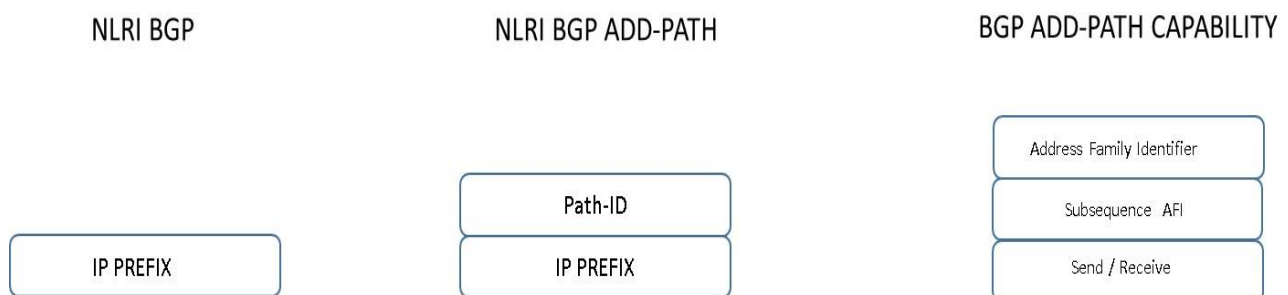 NLRI BGP
IP PREFIX
NLRI BGP ADD-PATH
Path-ID
IP PREFIX
BGP ADD-PATH CAPABILITY
Address Family Identifier
Subsequence AFI
Send / Receive